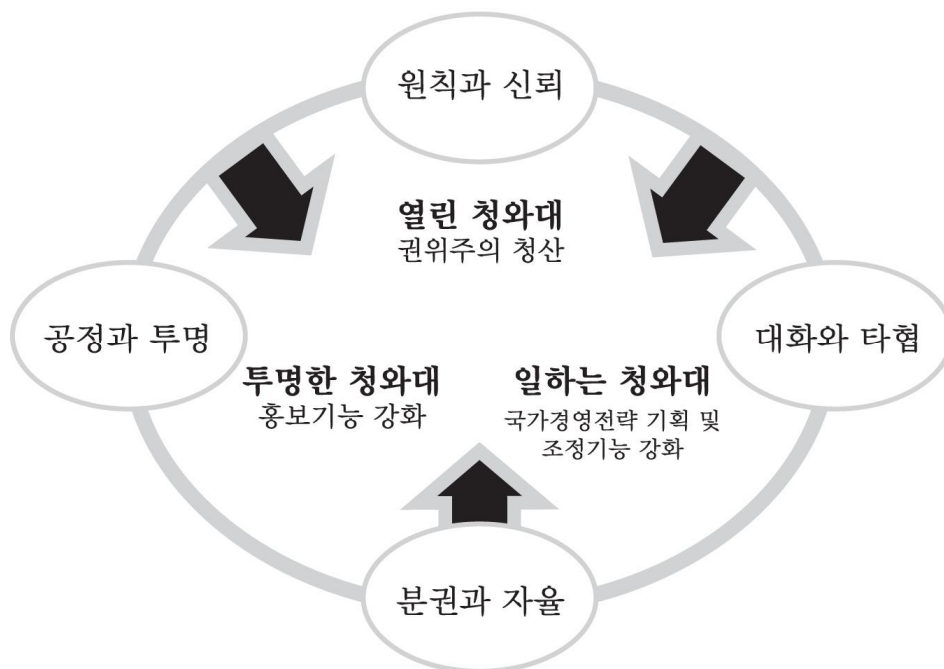 원칙과 신뢰
열린 청와대
권위주의 청산
공정과 투명
대화와 타협
투명한 청와대
홍보기능 강화
일하는 청와대
국가경영전략 기획 및
조정기능 강화
분권과 자율